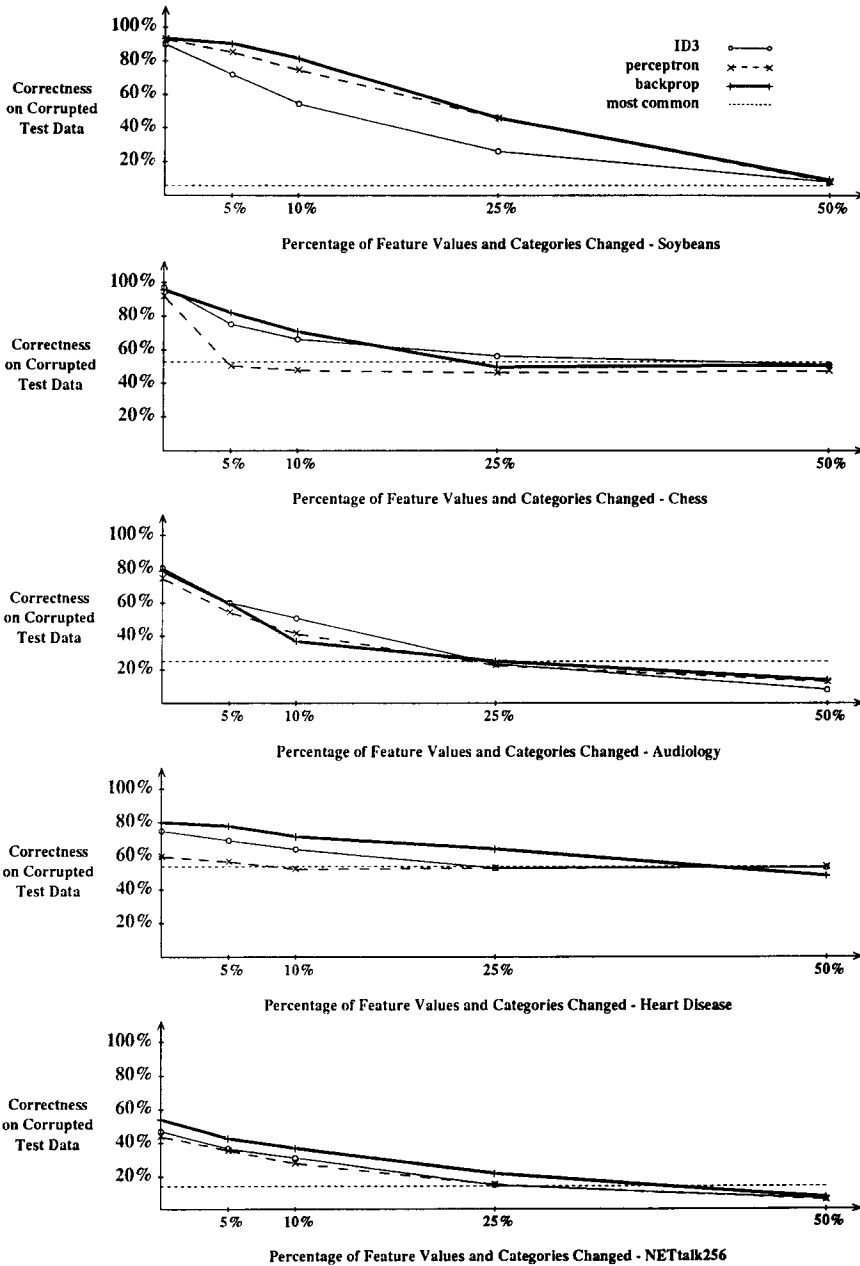 100%
80%
60%
40%
20%
Correctness
on Corrupted
Test Data
ID3
perceptron
backprop
most common
5%
10%
25%
50%
Percentage of Feature Values and Categories Changed - Soybeans
100%
80%
60%
40%
20%
Correctness
on Corrupted
Test Data
5%
10%
25%
50%
Percentage of Feature Values and Categories Changed - Chess
100%
80%
60%
40%
20%
Correctness
on Corrupted
Test Data
5%
10%
25%
50%
Percentage of Feature Values and Categories Changed - Audiology
100%
80%
60%
40%
20%
Correctness
on Corrupted
Test Data
5%
10%
25%
50%
Percentage of Feature Values and Categories Changed - Heart Disease
100%
80%
60%
40%
20%
Correctness
on Corrupted
Test Data
5%
10%
25%
50%
Percentage of Feature Values and Categories Changed - NETtalk256